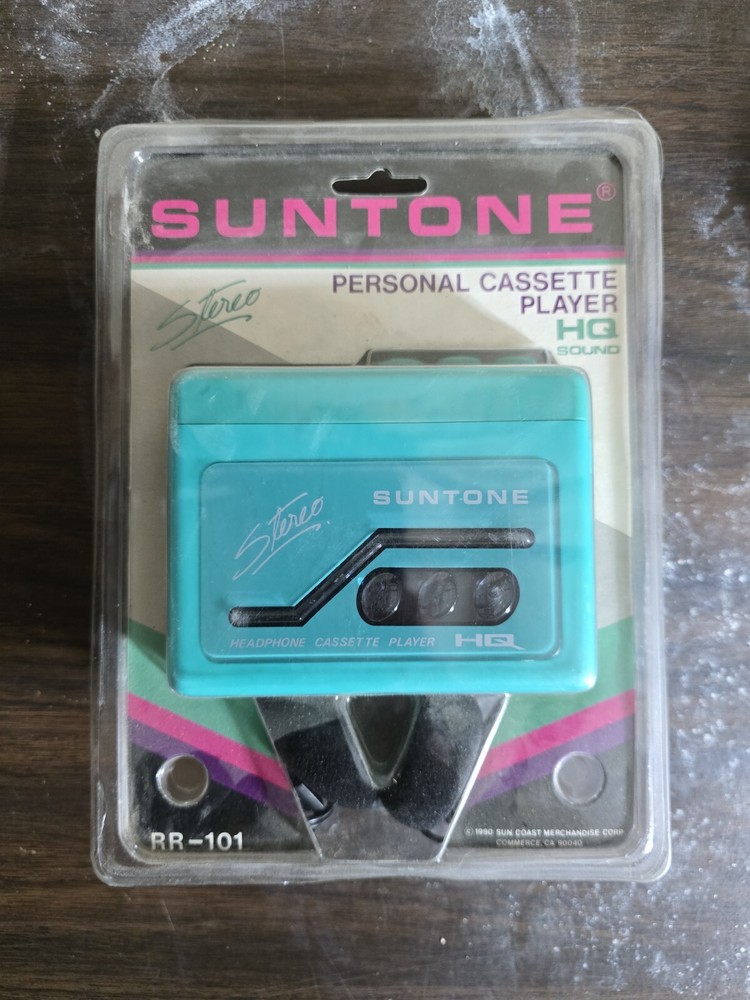 SUNTONE®
PERSONAL CASSETTE
PLAYER
Stereo
HQ
SOUND
Stereo
SUNTONE
HEADPHONE CASSETTE PLAYER HQ
RR-101
© 1990 SUN COAST MERCHANDISE CORP
COMMERCE, CA 90040